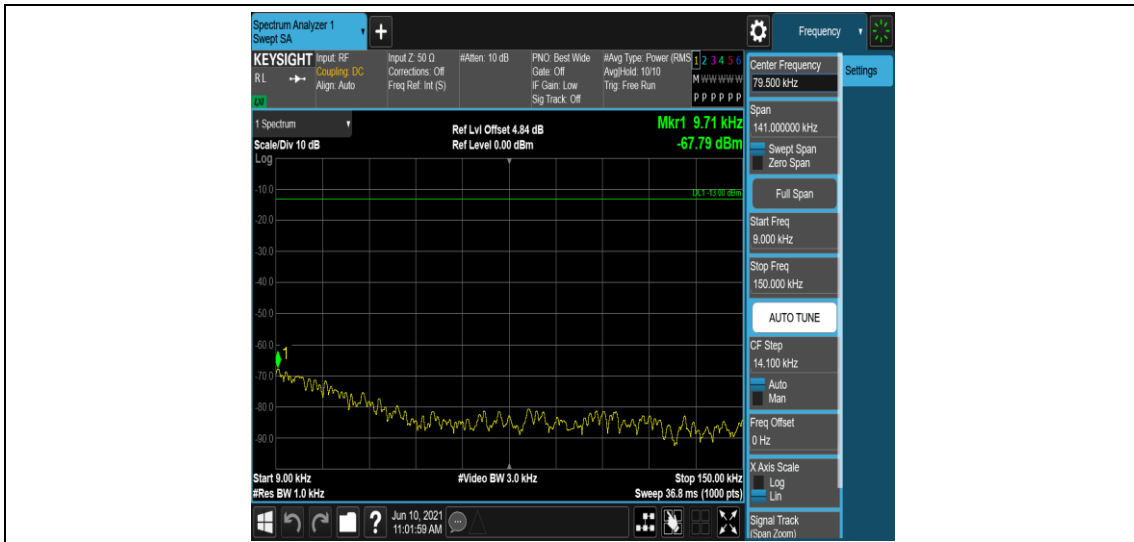 Spectrum Analyzer 1
Swept SA
Frequency
KEYSIGHT
RL
LXI
Input: RF
Coupling: DC
Align: Auto
Input Z: 50 Ω
Corrections: Off
Freq Ref: Int (S)
#Atten: 10 dB
PNO: Best Wide
Gate: Off
IF Gain: Low
Sig Track: Off
#Avg Type: Power (RMS
Avg|Hold: 10/10
Trig: Free Run
1 2 3 4 5 6
M W W W W W
P P P P P P
1 Spectrum
Scale/Div 10 dB
Ref Lvl Offset 4.84 dB
Ref Level 0.00 dBm
Mkr1 9.71 kHz
-67.79 dBm
Log
DL1 -13.00 dBm
-10.0
-20.0
-30.0
-40.0
-50.0
-60.0
1
-70.0
-80.0
-90.0
Start 9.00 kHz
#Res BW 1.0 kHz
#Video BW 3.0 kHz
Stop 150.00 kHz
Sweep 36.8 ms (1000 pts)
Jun 10, 2021
11:01:59 AM
Center Frequency
79.500 kHz
Settings
Span
141.000000 kHz
Swept Span
Zero Span
Full Span
Start Freq
9.000 kHz
Stop Freq
150.000 kHz
AUTO TUNE
CF Step
14.100 kHz
Auto
Man
Freq Offset
0 Hz
X Axis Scale
Log
Lin
Signal Track
(Span Zoom)